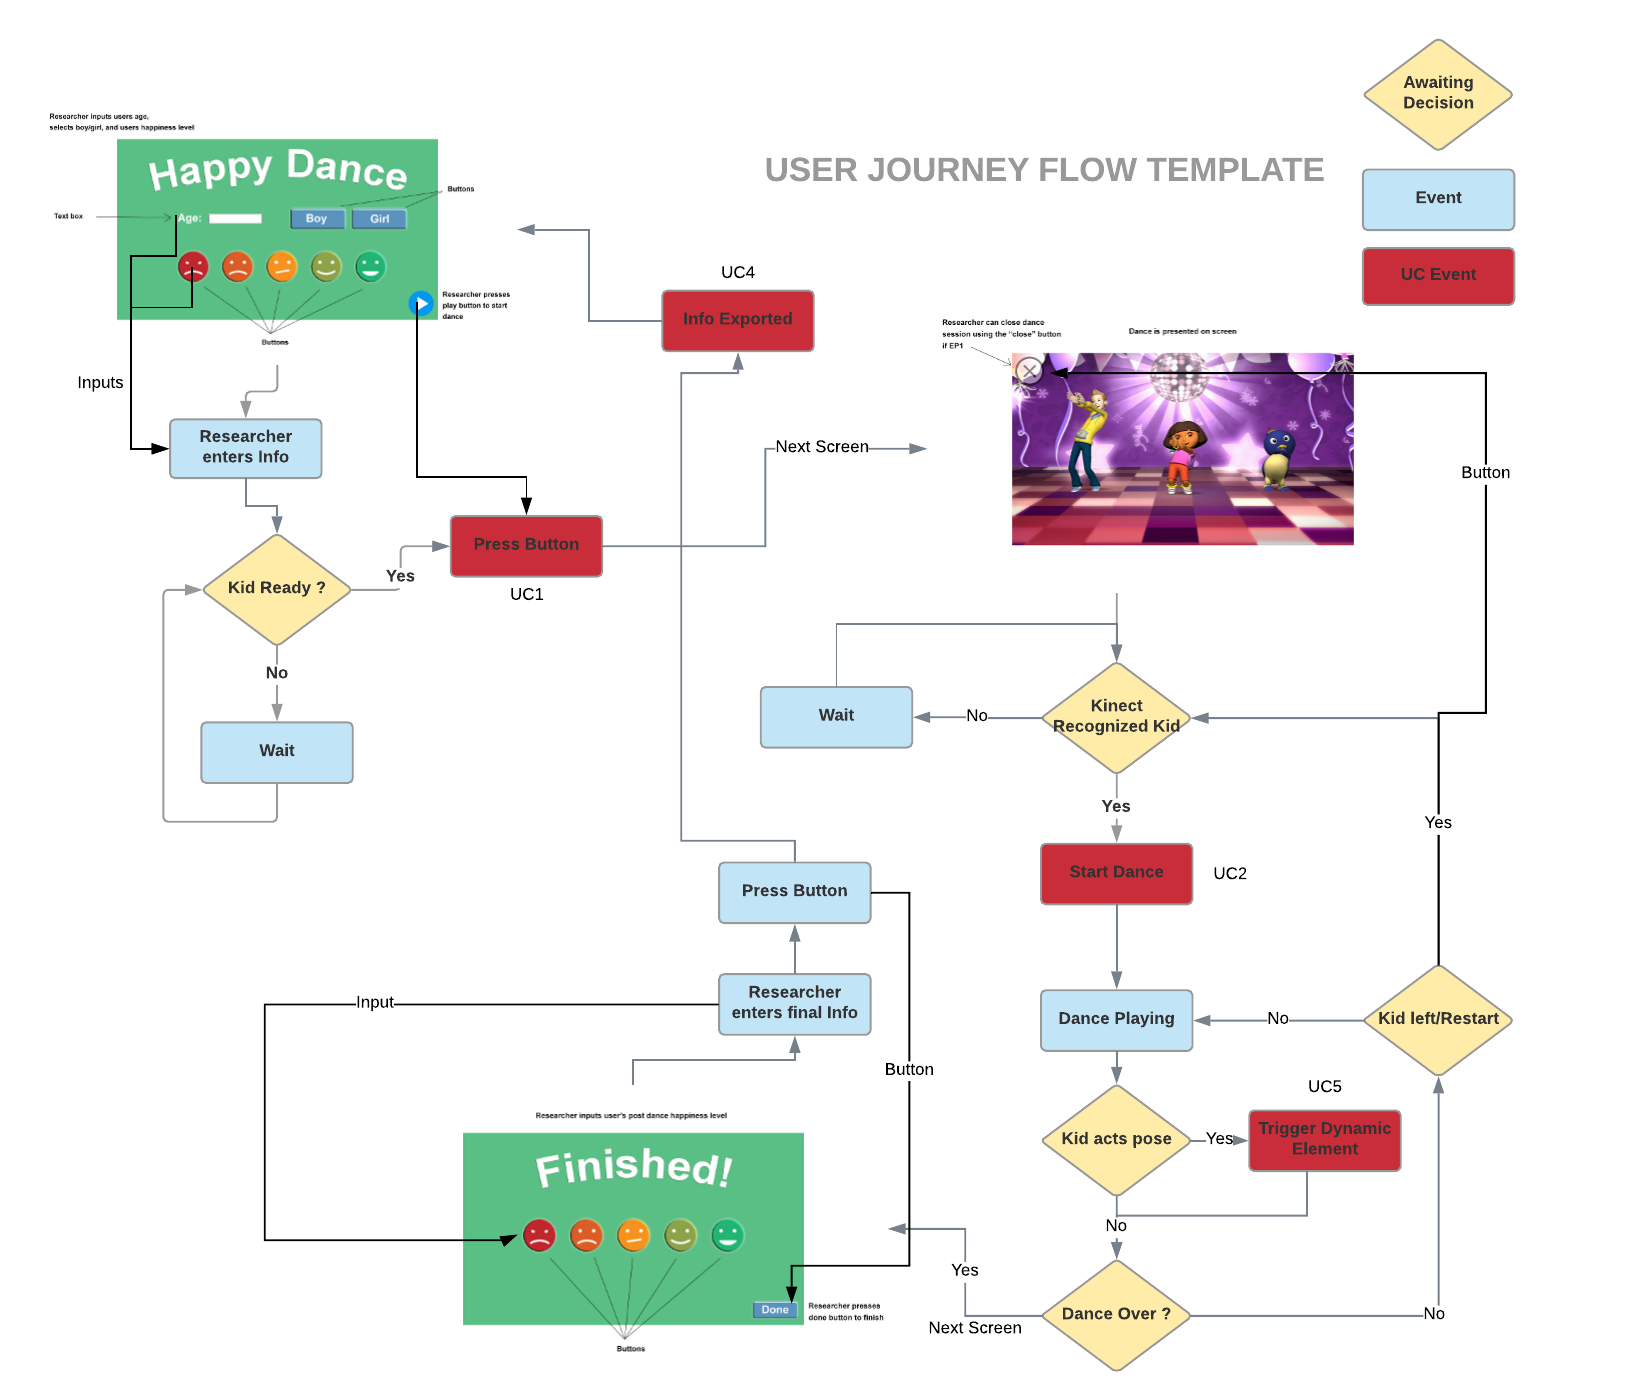 Awaiting
Decision
Event
UC Event
USER JOURNEY FLOW TEMPLATE
Researcher inputs users age,
selects boy/girl, and users happiness level
Happy Dance
Text box
Age:
Boy
Girl
Buttons
Researcher presses
play button to start
dance
Buttons
Inputs
Researcher
enters Info
Kid Ready ?
Yes
No
Wait
Press Button
UC1
UC4
Info Exported
Next Screen
Researcher can close dance
session using the “close” button
if EP1
Dance is presented on screen
Button
Kinect
Recognized Kid
No
Wait
Yes
Start Dance
UC2
Yes
Dance Playing
No
Kid left/Restart
UC5
Kid acts pose
Yes
Trigger Dynamic
Element
No
Dance Over ?
No
Yes
Next Screen
Press Button
Researcher
enters final Info
Input
Button
Researcher inputs user's post dance happiness level
Finished!
Done
Researcher presses
done button to finish
Buttons